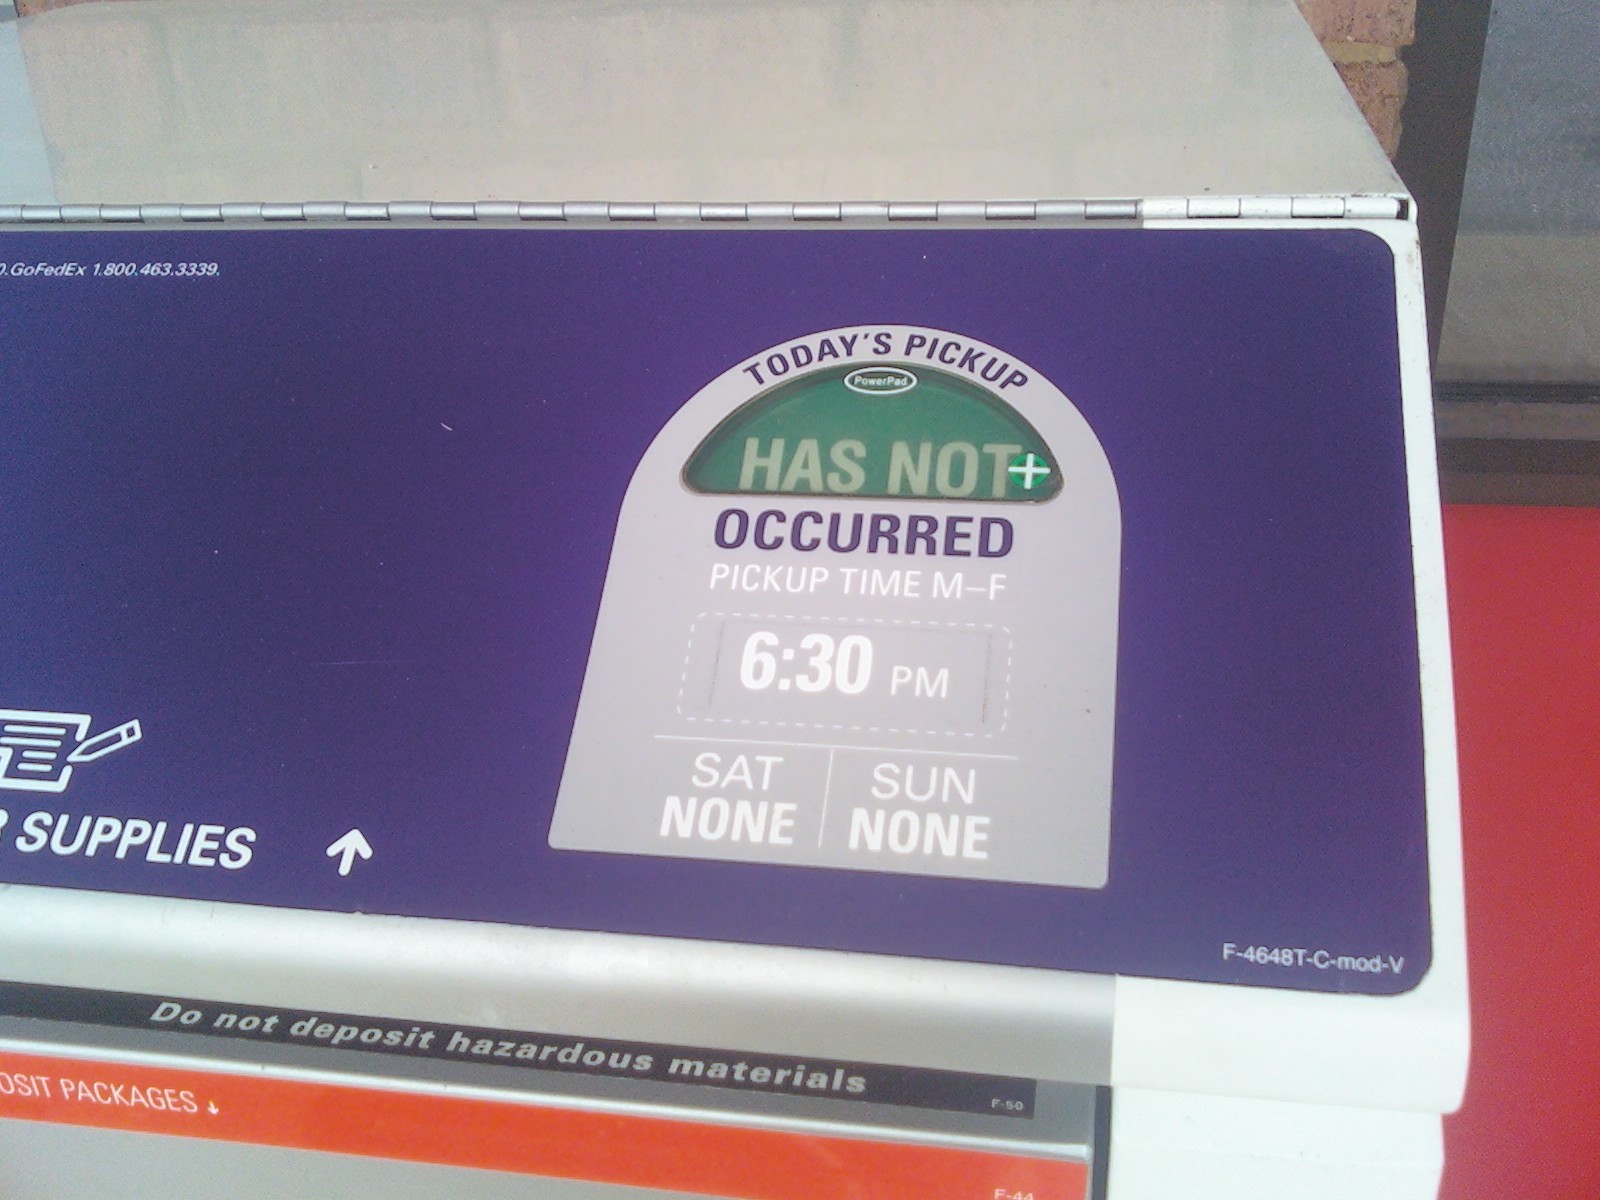 .GoFedEx 1.800.463.3339.
TODAY'S PICKUP
PowerPad
HAS NOT
OCCURRED
PICKUP TIME M–F
6:30 PM
SAT
NONE
SUN
NONE
SUPPLIES
F-4648T-C-mod-V
Do not deposit hazardous materials
F-50
OSIT PACKAGES
F-44